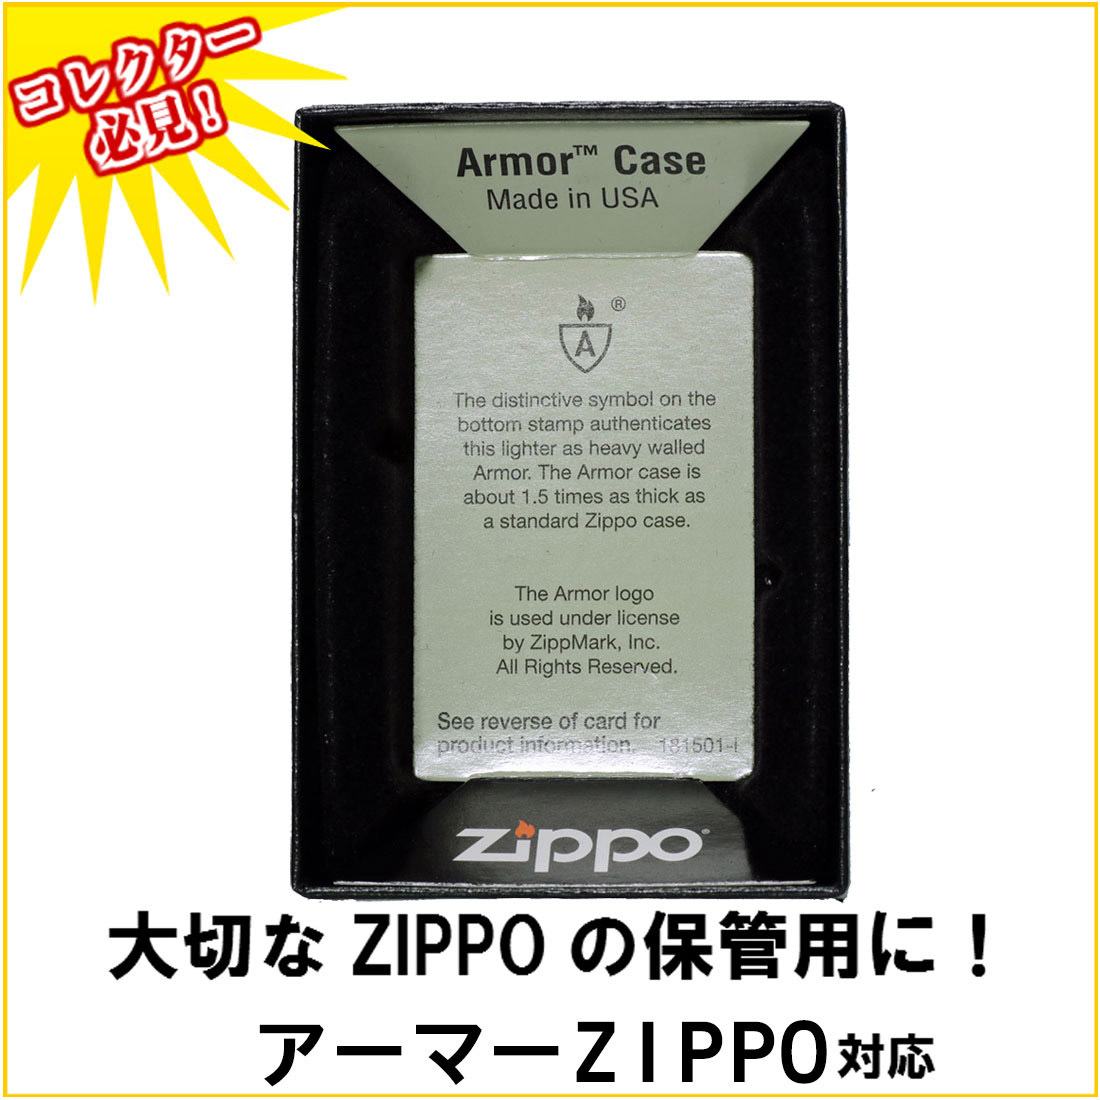 コレクター
必見!
Armor™ Case
Made in USA
A ®
The distinctive symbol on the
bottom stamp authenticates
this lighter as heavy walled
Armor. The Armor case is
about 1.5 times as thick as
a standard Zippo case.
The Armor logo
is used under license
by ZippMark, Inc.
All Rights Reserved.
See reverse of card for
product information. 181501-I
zippo
大切な ZIPPO の保管用に！
アーマーZIPPO対応